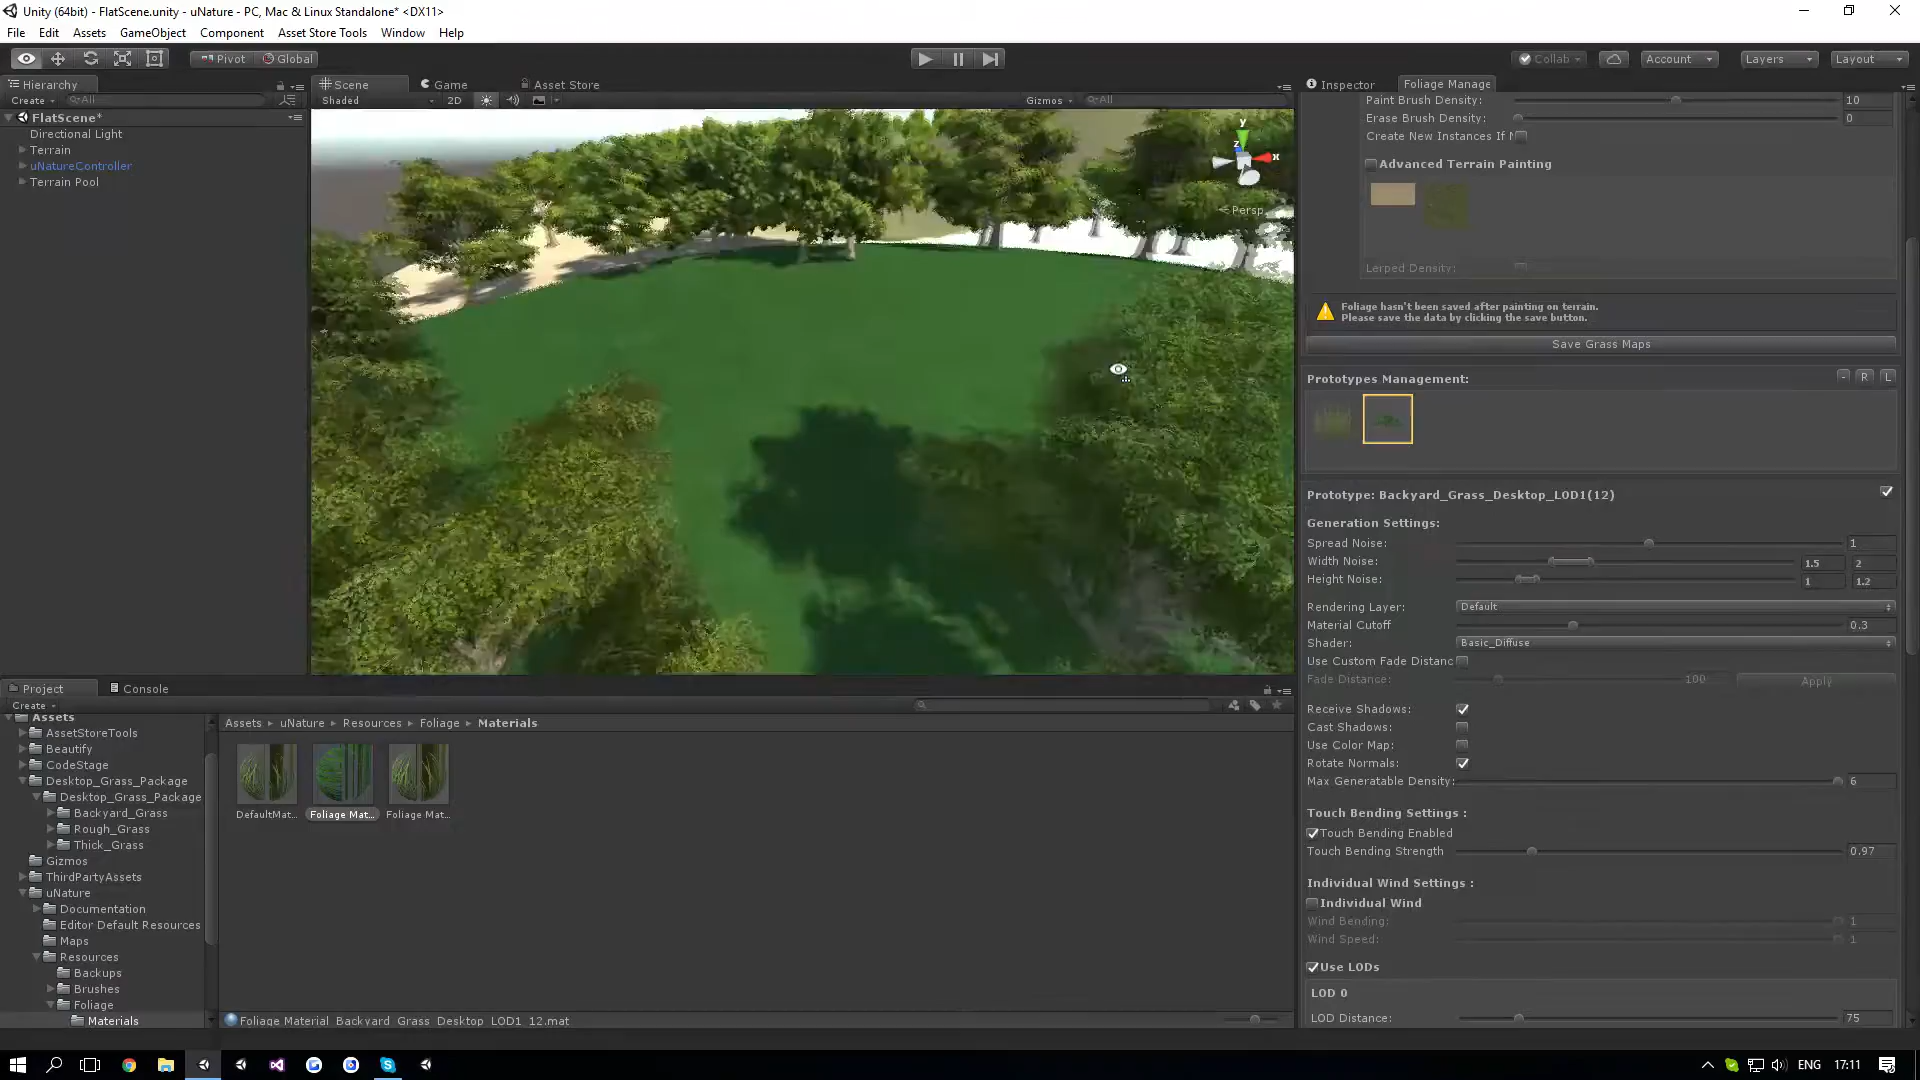 Unity (64bit) - FlatScene.unity - uNature - PC, Mac & Linux Standalone* <DX11>
File Edit Assets GameObject Component Asset Store Tools Window Help
Pivot Global Collab Account Layers Layout
Hierarchy Scene Game Asset Store Inspector Foliage Manage
Create All Shaded 2D Gizmos All
FlatScene*
Directional Light
Terrain
uNatureController
Terrain Pool
y
z
x
Persp
Paint Brush Density: 10
Erase Brush Density: 0
Create New Instances If N
Advanced Terrain Painting
Lerped Density:
Foliage hasn't been saved after painting on terrain.
Please save the data by clicking the save button.
Save Grass Maps
Prototypes Management: - R L
Prototype: Backyard_Grass_Desktop_LOD1(12)
Generation Settings:
Spread Noise: 1
Width Noise: 1.5 2
Height Noise: 1 1.2
Rendering Layer: Default
Material Cutoff 0.3
Shader: Basic_Diffuse
Use Custom Fade Distanc
Fade Distance: 100 Apply
Receive Shadows:
Cast Shadows:
Use Color Map:
Rotate Normals:
Max Generatable Density: 6
Touch Bending Settings :
Touch Bending Enabled
Touch Bending Strength 0.97
Individual Wind Settings :
Individual Wind
Wind Bending: 1
Wind Speed: 1
Use LODs
LOD 0
LOD Distance: 75
Project Console
Create
Assets
AssetStoreTools
Beautify
CodeStage
Desktop_Grass_Package
Desktop_Grass_Package
Backyard_Grass
Rough_Grass
Thick_Grass
Gizmos
ThirdPartyAssets
uNature
Documentation
Editor Default Resources
Maps
Resources
Backups
Brushes
Foliage
Materials
Assets uNature Resources Foliage Materials
DefaultMat... Foliage Mat... Foliage Mat...
Foliage Material Backyard Grass Desktop LOD1 12.mat
ENG 17:11